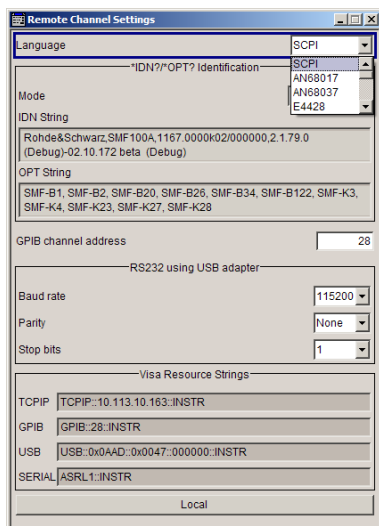 Remote Channel Settings
Language SCPI
SCPI
AN68017
AN68037
E4428
*IDN?/*OPT? Identification
Mode
IDN String
Rohde&Schwarz,SMF100A,1167.0000k02/000000,2.1.79.0
(Debug)-02.10.172 beta (Debug)
OPT String
SMF-B1, SMF-B2, SMF-B20, SMF-B26, SMF-B34, SMF-B122, SMF-K3,
SMF-K4, SMF-K23, SMF-K27, SMF-K28
GPIB channel address 28
RS232 using USB adapter
Baud rate 115200
Parity None
Stop bits 1
Visa Resource Strings
TCPIP TCPIP::10.113.10.163::INSTR
GPIB GPIB::28::INSTR
USB USB::0x0AAD::0x0047::000000::INSTR
SERIAL ASRL1::INSTR
Local